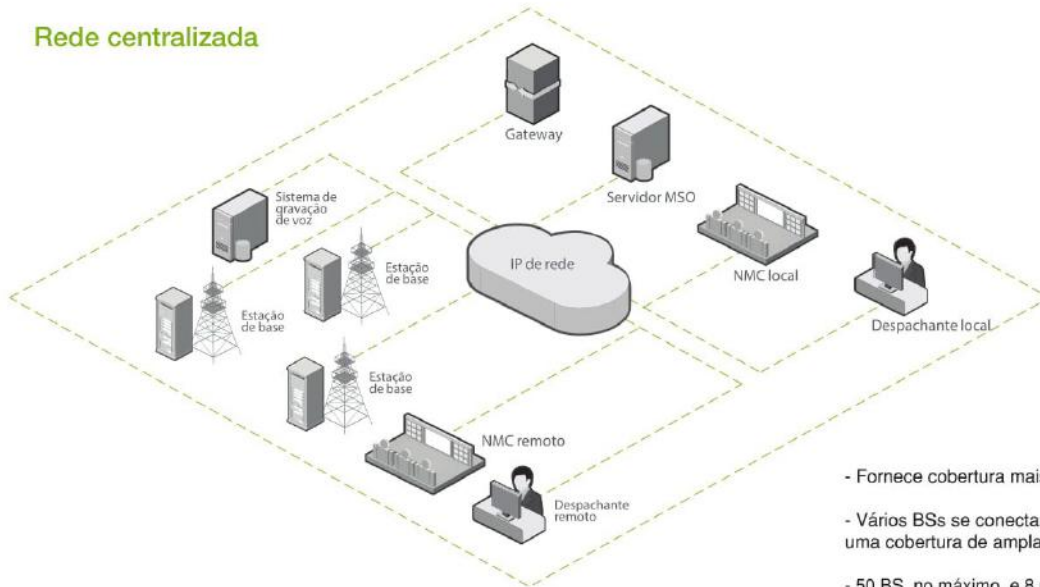 Rede centralizada
Gateway
Servidor MSO
Sistema de
gravação
de voz
Estação
de base
IP de rede
NMC local
Estação
de base
Despachante local
Estação
de base
NMC remoto
Despachante
remoto
- Fornece cobertura mais
- Vários BSs se conecta
uma cobertura de ampla
- 50 BS, no máximo, e 8